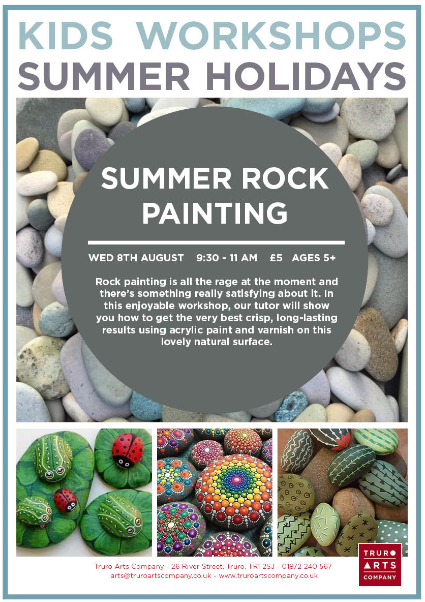 KIDS WORKSHOPS
SUMMER HOLIDAYS
SUMMER ROCK
PAINTING
WED 8TH AUGUST 9:30 - 11 AM £5 AGES 5+
Rock painting is all the rage at the moment and
there's something really satisfying about it. In
this enjoyable workshop, our tutor will show
you how to get the very best crisp, long-lasting
results using acrylic paint and varnish on this
lovely natural surface.
Truro Arts Company - 26 River Street, Truro, TR1 2SJ - 01872 240567
arts@truroartscompany.co.uk - www.truroartscompany.co.uk
TRURO
ARTS
COMPANY